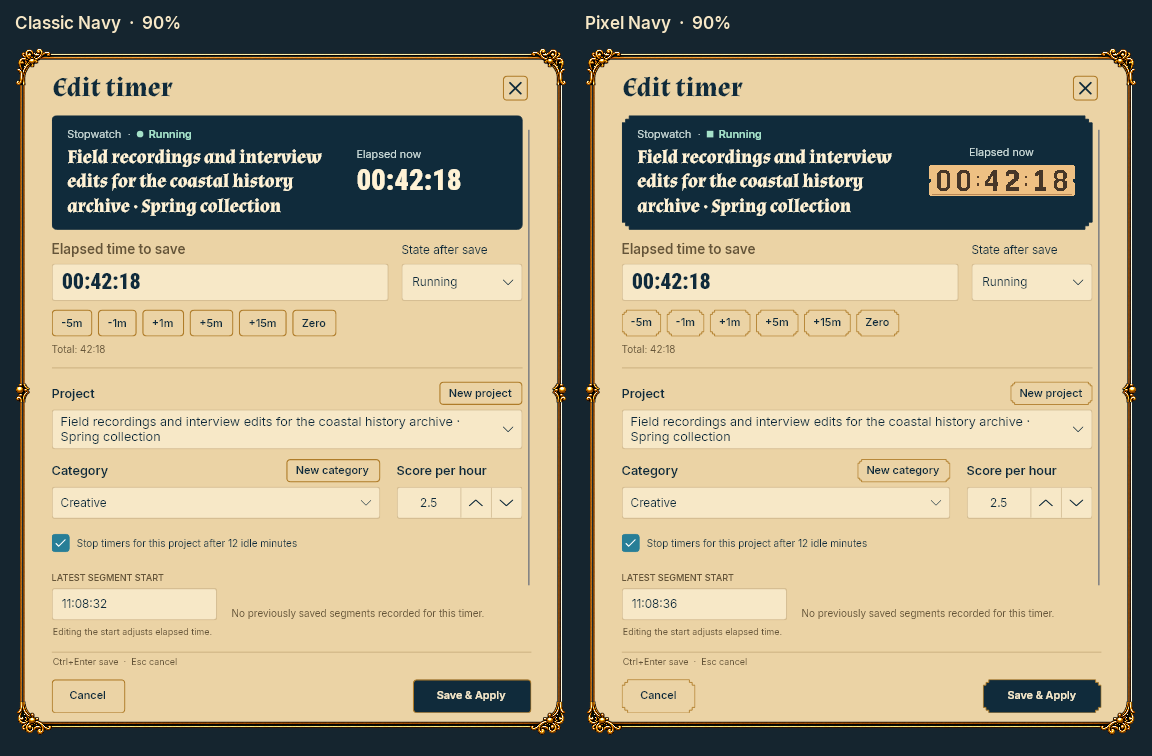 Classic Navy · 90%
Edit timer
Stopwatch · Running
Field recordings and interview
edits for the coastal history
archive · Spring collection
Elapsed now
00:42:18
Elapsed time to save
State after save
00:42:18
Running
-5m -1m +1m +5m +15m Zero
Total: 42:18
Project
New project
Field recordings and interview edits for the coastal history archive ·
Spring collection
Category
New category
Score per hour
Creative
2.5
Stop timers for this project after 12 idle minutes
LATEST SEGMENT START
11:08:32
No previously saved segments recorded for this timer.
Editing the start adjusts elapsed time.
Ctrl+Enter save · Esc cancel
Cancel
Save & Apply
Pixel Navy · 90%
Edit timer
Stopwatch · Running
Field recordings and interview
edits for the coastal history
archive · Spring collection
Elapsed now
00:42:18
Elapsed time to save
State after save
00:42:18
Running
-5m -1m +1m +5m +15m Zero
Total: 42:18
Project
New project
Field recordings and interview edits for the coastal history archive ·
Spring collection
Category
New category
Score per hour
Creative
2.5
Stop timers for this project after 12 idle minutes
LATEST SEGMENT START
11:08:36
No previously saved segments recorded for this timer.
Editing the start adjusts elapsed time.
Ctrl+Enter save · Esc cancel
Cancel
Save & Apply